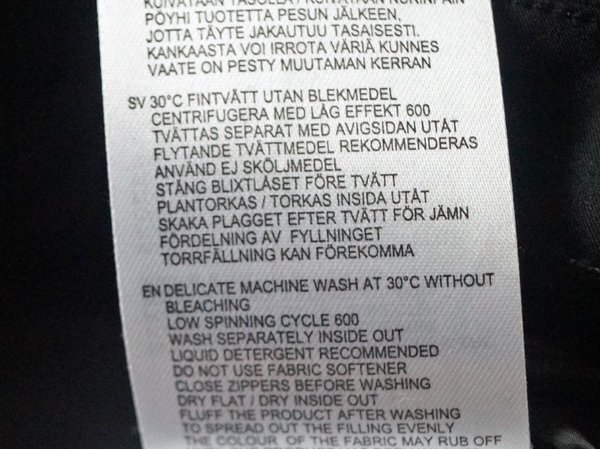 KUIVATAAN TASOLLA / KUIVATAAN NURINPÄIN
PÖYHI TUOTETTA PESUN JÄLKEEN,
JOTTA TÄYTE JAKAUTUU TASAISESTI.
KANKAASTA VOI IRROTA VÄRIÄ KUNNES
VAATE ON PESTY MUUTAMAN KERRAN
SV 30°C FINTVÄTT UTAN BLEKMEDEL
CENTRIFUGERA MED LÅG EFFEKT 600
TVÄTTAS SEPARAT MED AVIGSIDAN UTÅT
FLYTANDE TVÄTTMEDEL REKOMMENDERAS
ANVÄND EJ SKÖLJMEDEL
STÄNG BLIXTLÅSET FÖRE TVÄTT
PLANTORKAS / TORKAS INSIDA UTÅT
SKAKA PLAGGET EFTER TVÄTT FÖR JÄMN
FÖRDELNING AV FYLLNINGET
TORRFÄLLNING KAN FÖREKOMMA
EN DELICATE MACHINE WASH AT 30°C WITHOUT
BLEACHING
LOW SPINNING CYCLE 600
WASH SEPARATELY INSIDE OUT
LIQUID DETERGENT RECOMMENDED
DO NOT USE FABRIC SOFTENER
CLOSE ZIPPERS BEFORE WASHING
DRY FLAT / DRY INSIDE OUT
FLUFF THE PRODUCT AFTER WASHING
TO SPREAD OUT THE FILLING EVENLY
THE COLOUR OF THE FABRIC MAY RUB OFF